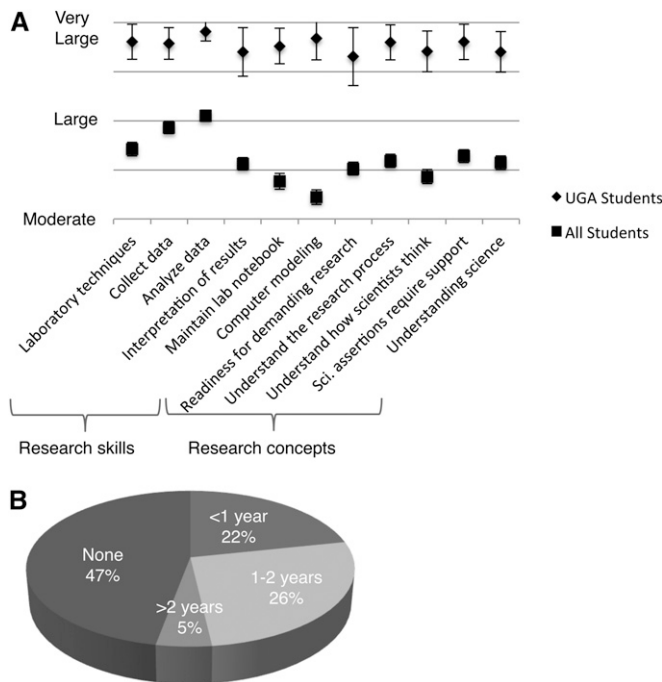 A
Very
Large
Large
Moderate
UGA Students
All Students
Laboratory techniques
Collect data
Analyze data
Interpretation of results
Maintain lab notebook
Computer modeling
Readiness for demanding research
Understand the research process
Understand how scientists think
Sci. assertions require support
Understanding science
Research skills
Research concepts
B
<1 year
22%
None
47%
1-2 years
26%
>2 years
5%